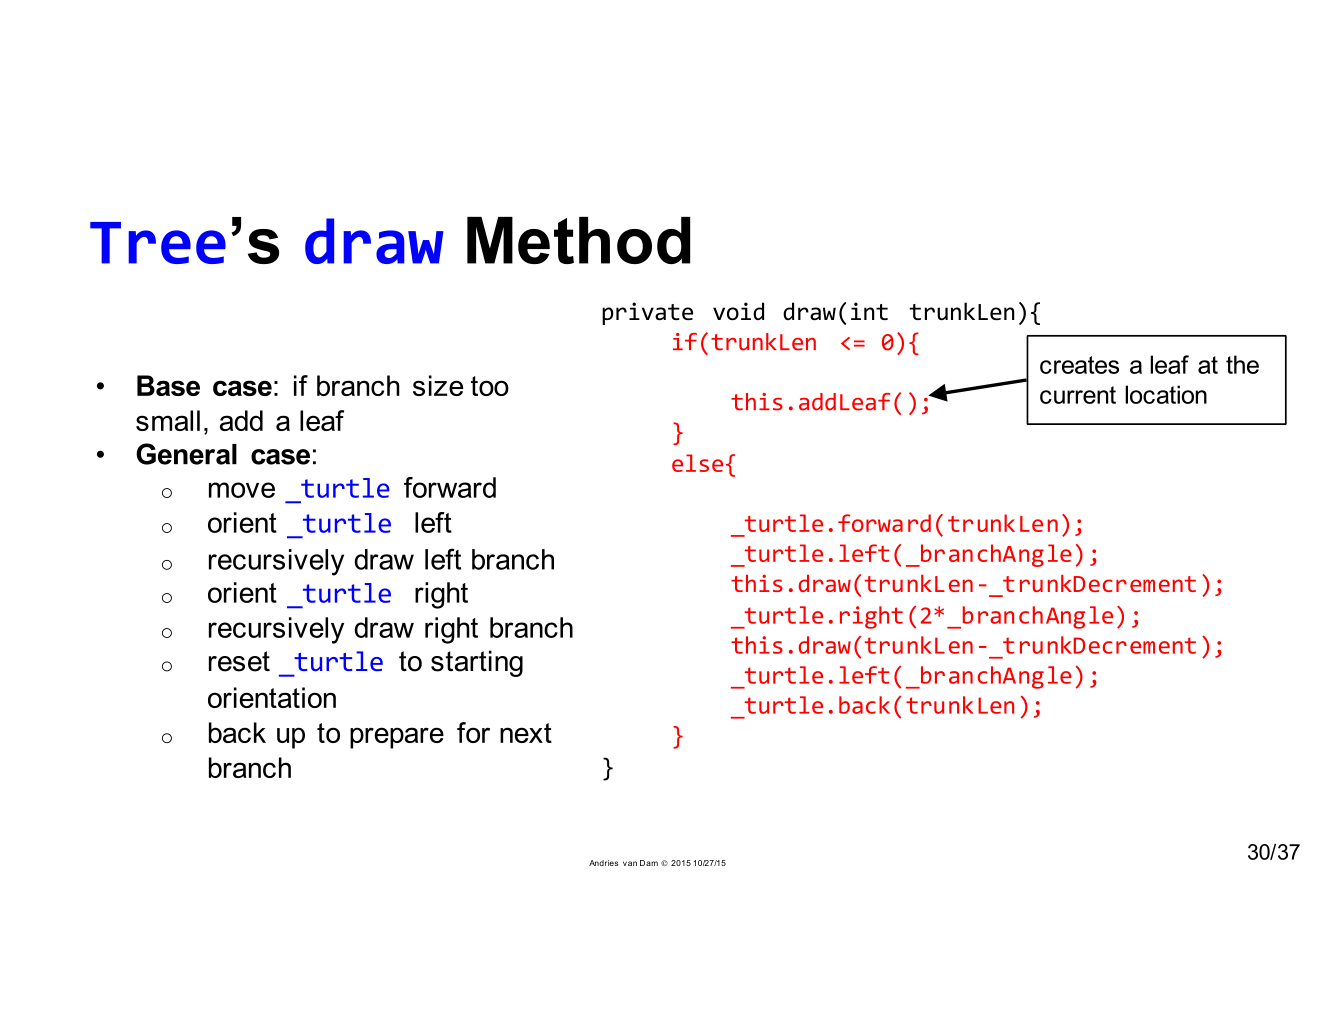 Tree’s draw Method
• Base case: if branch size too
small, add a leaf
• General case:
o move _turtle forward
o orient _turtle left
o recursively draw left branch
o orient _turtle right
o recursively draw right branch
o reset _turtle to starting
orientation
o back up to prepare for next
branch
private void draw(int trunkLen){
if(trunkLen <= 0){
this.addLeaf();
}
else{
_turtle.forward(trunkLen);
_turtle.left(_branchAngle);
this.draw(trunkLen-_trunkDecrement);
_turtle.right(2*_branchAngle);
this.draw(trunkLen-_trunkDecrement);
_turtle.left(_branchAngle);
_turtle.back(trunkLen);
}
}
creates a leaf at the
current location
Andries van Dam © 2015 10/27/15
30/37